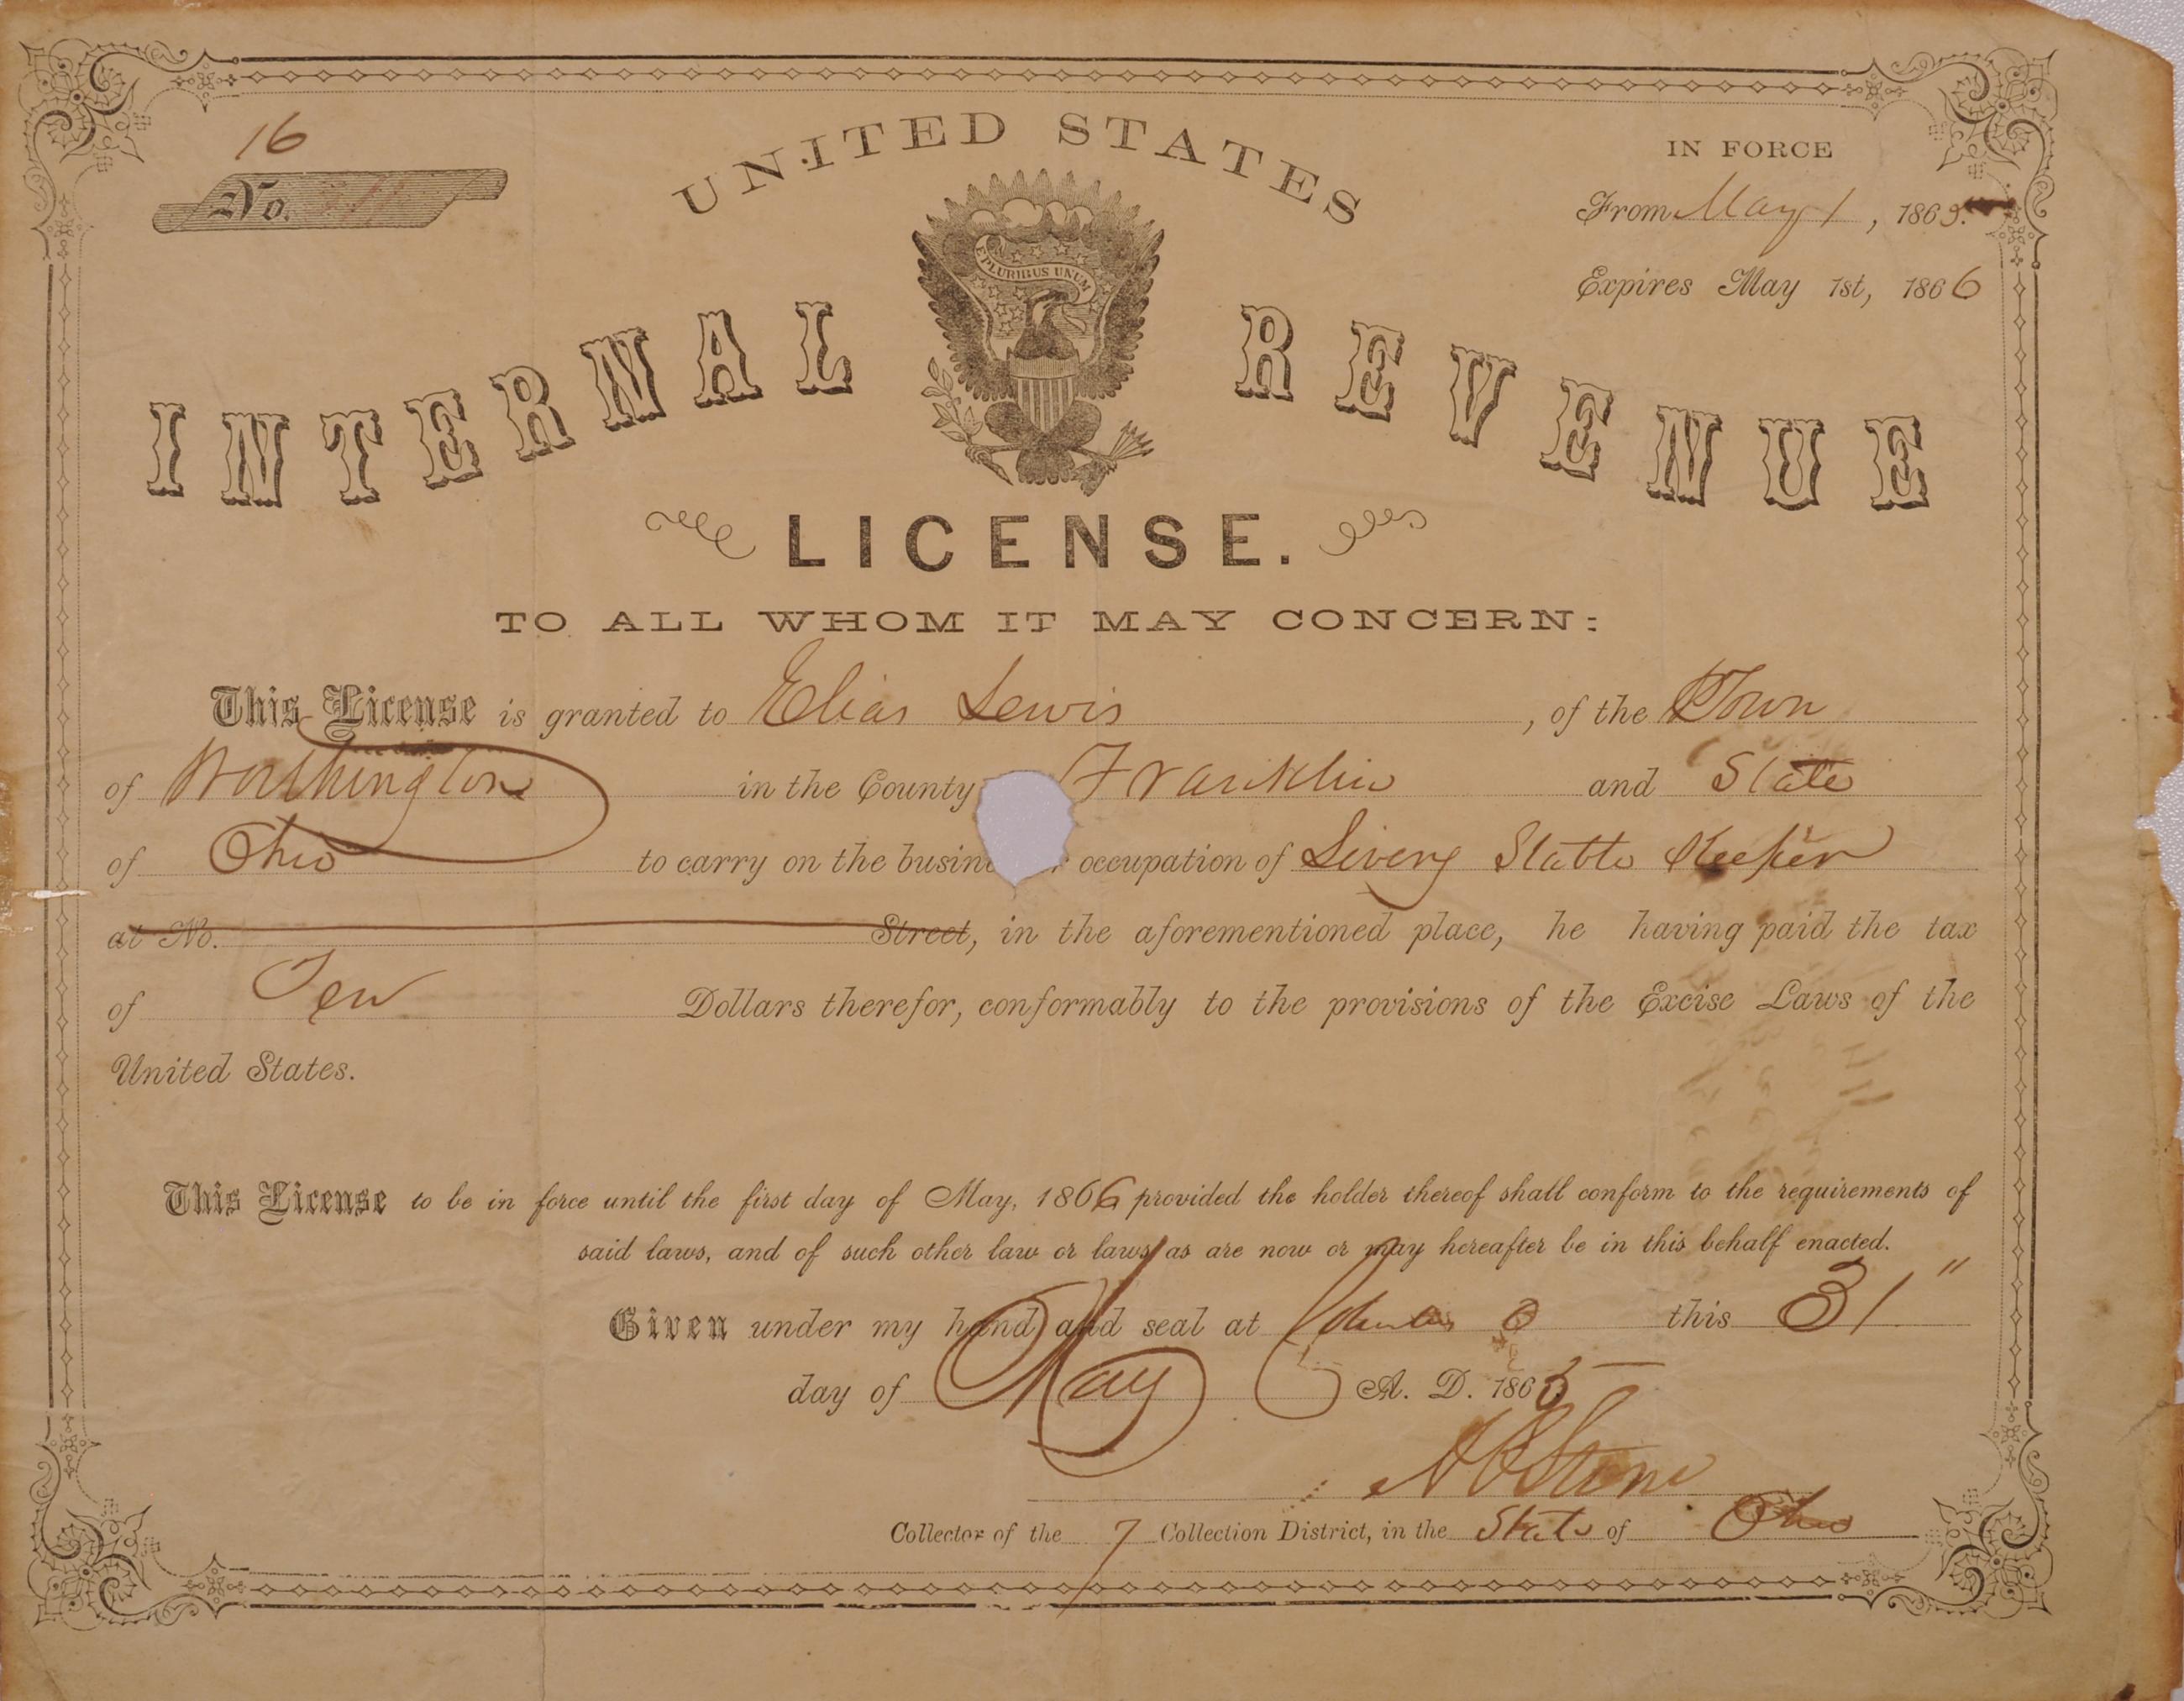 16
No.
UNITED STATES
IN FORCE
From May 1, 1865
Expires May 1st, 1866
E PLURIBUS UNUM
INTERNAL REVENUE
LICENSE.
TO ALL WHOM IT MAY CONCERN:
This License is granted to Elias Lewis, of the Town
of Worthington in the County Franklin and State
of Ohio to carry on the busine occupation of Livery Stable Keeper
at No. Street, in the aforementioned place, he having paid the tax
of Ten Dollars therefor, conformably to the provisions of the Excise Laws of the
United States.
This License to be in force until the first day of May, 1866 provided the holder thereof shall conform to the requirements of
said laws, and of such other law or laws as are now or may hereafter be in this behalf enacted.
Given under my hand and seal at Columbus O this 31"
day of May A. D. 1865
Stone
Collector of the 7 Collection District, in the State of Ohio